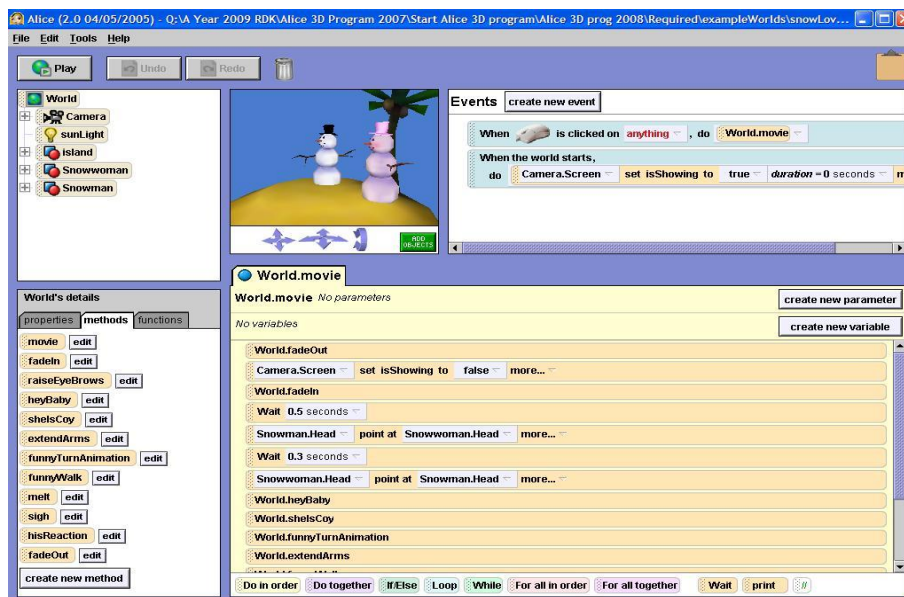 Alice (2.0 04/05/2005) - Q:\A Year 2009 RDK\Alice 3D Program 2007\Start Alice 3D program\Alice 3D prog 2008\Required\exampleWorlds\snowLov...
File Edit Tools Help
Play Undo Redo
World
Camera
sunLight
island
Snowwoman
Snowman
ADD OBJECTS
Events create new event
When is clicked on anything , do World.movie
When the world starts,
do Camera.Screen set isShowing to true duration = 0 seconds
World's details
properties methods functions
movie edit
fadeIn edit
raiseEyeBrows edit
heyBaby edit
sheIsCoy edit
extendArms edit
funnyTurnAnimation edit
funnyWalk edit
melt edit
sigh edit
hisReaction edit
fadeOut edit
create new method
World.movie
World.movie No parameters create new parameter
No variables create new variable
World.fadeOut
Camera.Screen set isShowing to false more...
World.fadeIn
Wait 0.5 seconds
Snowman.Head point at Snowwoman.Head more...
Wait 0.3 seconds
Snowwoman.Head point at Snowman.Head more...
World.heyBaby
World.sheIsCoy
World.funnyTurnAnimation
World.extendArms
Do in order Do together If/Else Loop While For all in order For all together Wait print //